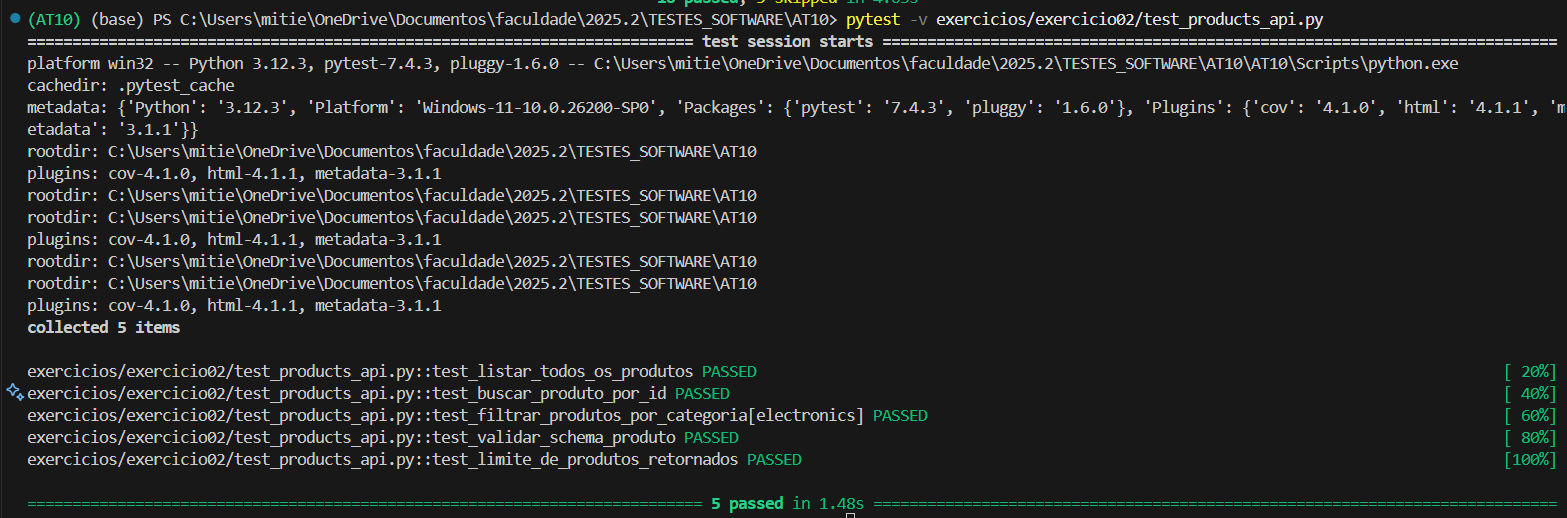 passed, 9 skipped in 4.03s
(AT10) (base) PS C:\Users\mitie\OneDrive\Documentos\faculdade\2025.2\TESTES_SOFTWARE\AT10> pytest -v exercicios/exercicio02/test_products_api.py
========================================================================== test session starts ===========================================================================
platform win32 -- Python 3.12.3, pytest-7.4.3, pluggy-1.6.0 -- C:\Users\mitie\OneDrive\Documentos\faculdade\2025.2\TESTES_SOFTWARE\AT10\AT10\Scripts\python.exe
cachedir: .pytest_cache
metadata: {'Python': '3.12.3', 'Platform': 'Windows-11-10.0.26200-SP0', 'Packages': {'pytest': '7.4.3', 'pluggy': '1.6.0'}, 'Plugins': {'cov': '4.1.0', 'html': '4.1.1', 'm
etadata': '3.1.1'}}
rootdir: C:\Users\mitie\OneDrive\Documentos\faculdade\2025.2\TESTES_SOFTWARE\AT10
plugins: cov-4.1.0, html-4.1.1, metadata-3.1.1
rootdir: C:\Users\mitie\OneDrive\Documentos\faculdade\2025.2\TESTES_SOFTWARE\AT10
rootdir: C:\Users\mitie\OneDrive\Documentos\faculdade\2025.2\TESTES_SOFTWARE\AT10
plugins: cov-4.1.0, html-4.1.1, metadata-3.1.1
rootdir: C:\Users\mitie\OneDrive\Documentos\faculdade\2025.2\TESTES_SOFTWARE\AT10
rootdir: C:\Users\mitie\OneDrive\Documentos\faculdade\2025.2\TESTES_SOFTWARE\AT10
plugins: cov-4.1.0, html-4.1.1, metadata-3.1.1
collected 5 items
exercicios/exercicio02/test_products_api.py::test_listar_todos_os_produtos PASSED [ 20%]
exercicios/exercicio02/test_products_api.py::test_buscar_produto_por_id PASSED [ 40%]
exercicios/exercicio02/test_products_api.py::test_filtrar_produtos_por_categoria[electronics] PASSED [ 60%]
exercicios/exercicio02/test_products_api.py::test_validar_schema_produto PASSED [ 80%]
exercicios/exercicio02/test_products_api.py::test_limite_de_produtos_retornados PASSED [100%]
=========================================================================== 5 passed in 1.48s ============================================================================